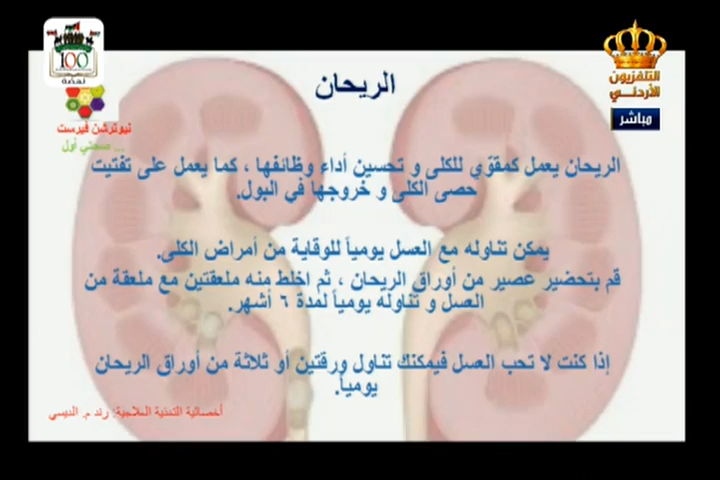 100
نهضة
التلفزيون
الأردني
مباشر
نيوترشن فيرست
صحتي أول ...
الريحان
الريحان يعمل كمقوّي للكلى و تحسين أداء وظائفها ، كما يعمل على تفتيت
حصى الكلى و خروجها في البول.
يمكن تناوله مع العسل يومياً للوقاية من أمراض الكلى.
قم بتحضير عصير من أوراق الريحان ، ثم اخلط منه ملعقتين مع ملعقة من
العسل و تناوله يومياً لمدة ٦ أشهر.
إذا كنت لا تحب العسل فيمكنك تناول ورقتين أو ثلاثة من أوراق الريحان
يومياً.
أخصائية التغذية العلاجية: رند م. الديسي